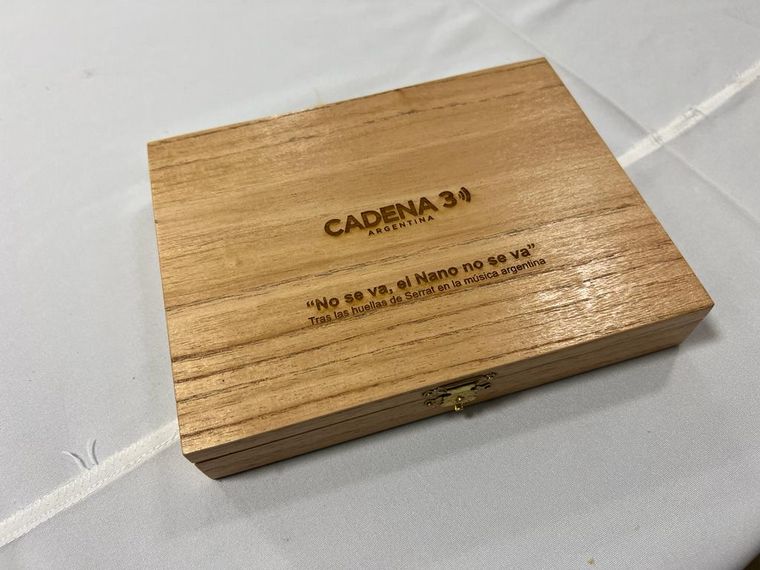 CADENA 3
ARGENTINA
“No se va, el Nano no se va”
Tras las huellas de Serrat en la música argentina